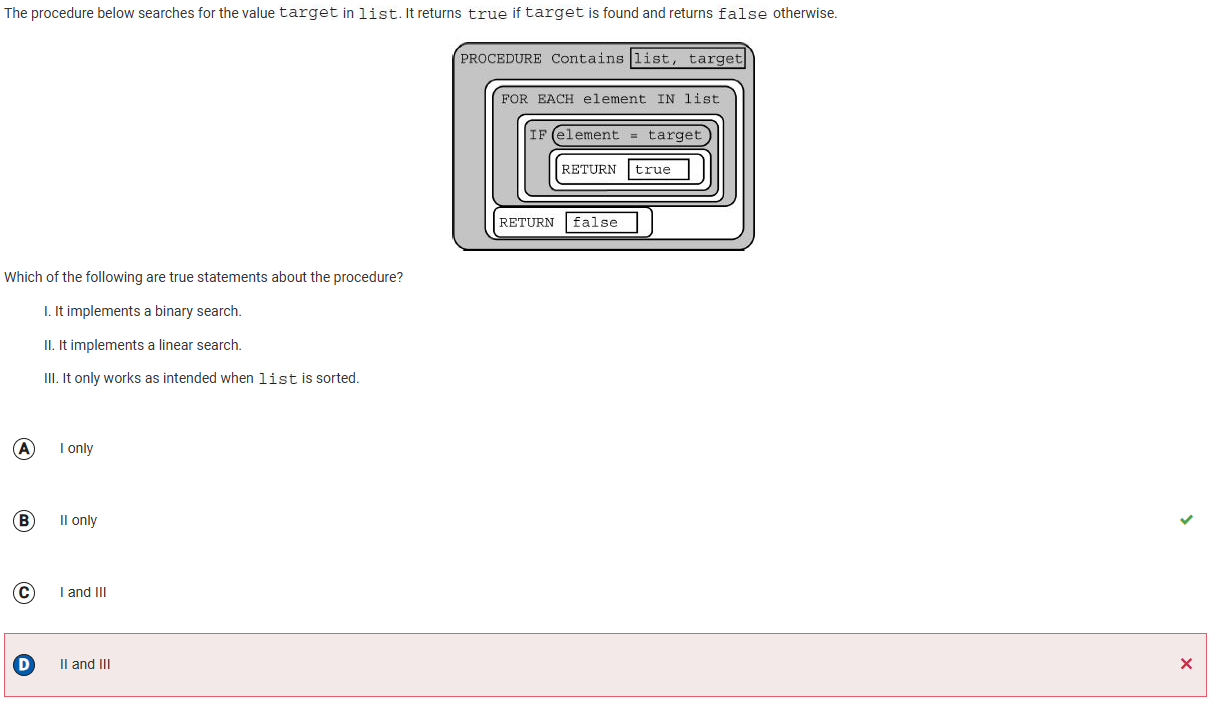 The procedure below searches for the value target in list. It returns true if target is found and returns false otherwise.
PROCEDURE Contains list, target
FOR EACH element IN list
IF element = target
RETURN true
RETURN false
Which of the following are true statements about the procedure?
I. It implements a binary search.
II. It implements a linear search.
III. It only works as intended when list is sorted.
A I only
B II only
C I and III
D II and III